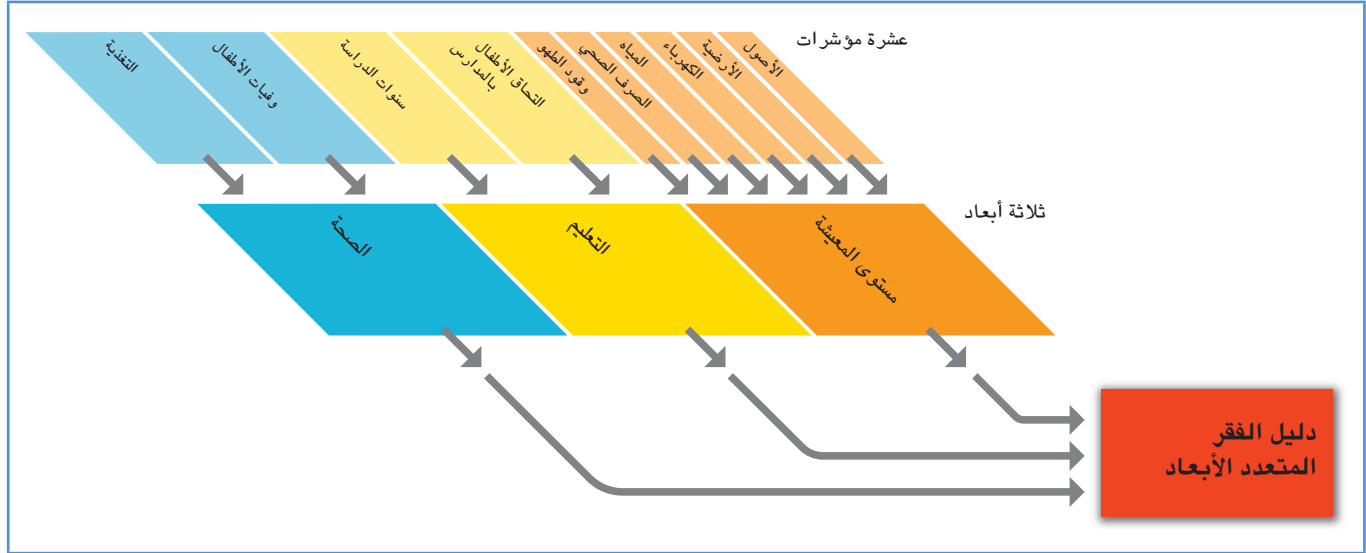 عشرة مؤشرات
الأصول
الأرضية
الكهرباء
المياه
الصرف الصحي
وقود الطهو
التحاق الأطفال
بالمدارس
سنوات الدراسة
وفيات الأطفال
التغذية
ثلاثة أبعاد
مستوى المعيشة
التعليم
الصحة
دليل الفقر
المتعدد الأبعاد